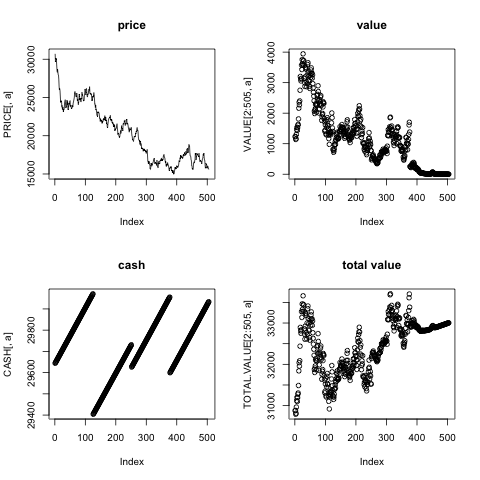 price
PRICE[, a]
15000 20000 25000 30000
0 100 200 300 400 500
Index
value
VALUE[2:505, a]
0 1000 2000 3000 4000
0 100 200 300 400 500
Index
cash
CASH[, a]
29400 29600 29800
0 100 200 300 400 500
Index
total value
TOTAL.VALUE[2:505, a]
31000 32000 33000
0 100 200 300 400 500
Index